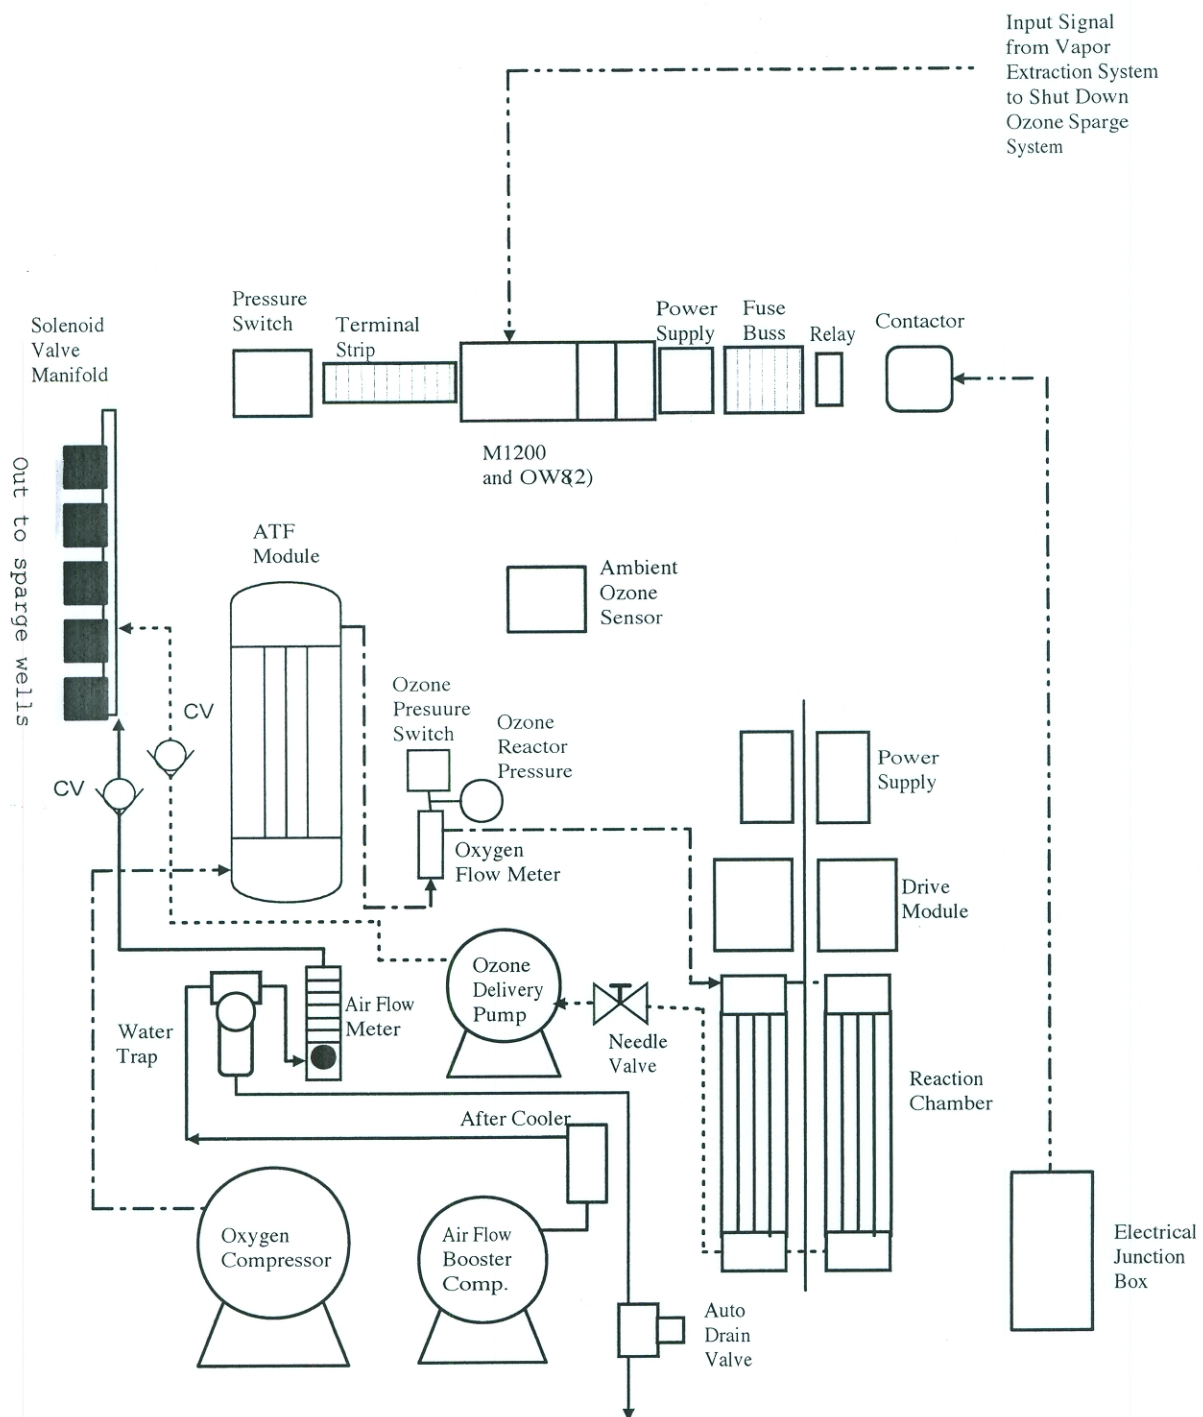 Input Signal
from Vapor
Extraction System
to Shut Down
Ozone Sparge
System
Pressure
Switch
Terminal
Strip
Power
Supply
Fuse
Buss
Relay
Contactor
Solenoid
Valve
Manifold
M1200
and OW8(2)
Out to sparge wells
ATF
Module
Ambient
Ozone
Sensor
CV
CV
Ozone
Presuure
Switch
Ozone
Reactor
Pressure
Oxygen
Flow Meter
Power
Supply
Drive
Module
Ozone
Delivery
Pump
Needle
Valve
Air Flow
Meter
Water
Trap
Reaction
Chamber
After Cooler
Oxygen
Compressor
Air Flow
Booster
Comp.
Auto
Drain
Valve
Electrical
Junction
Box